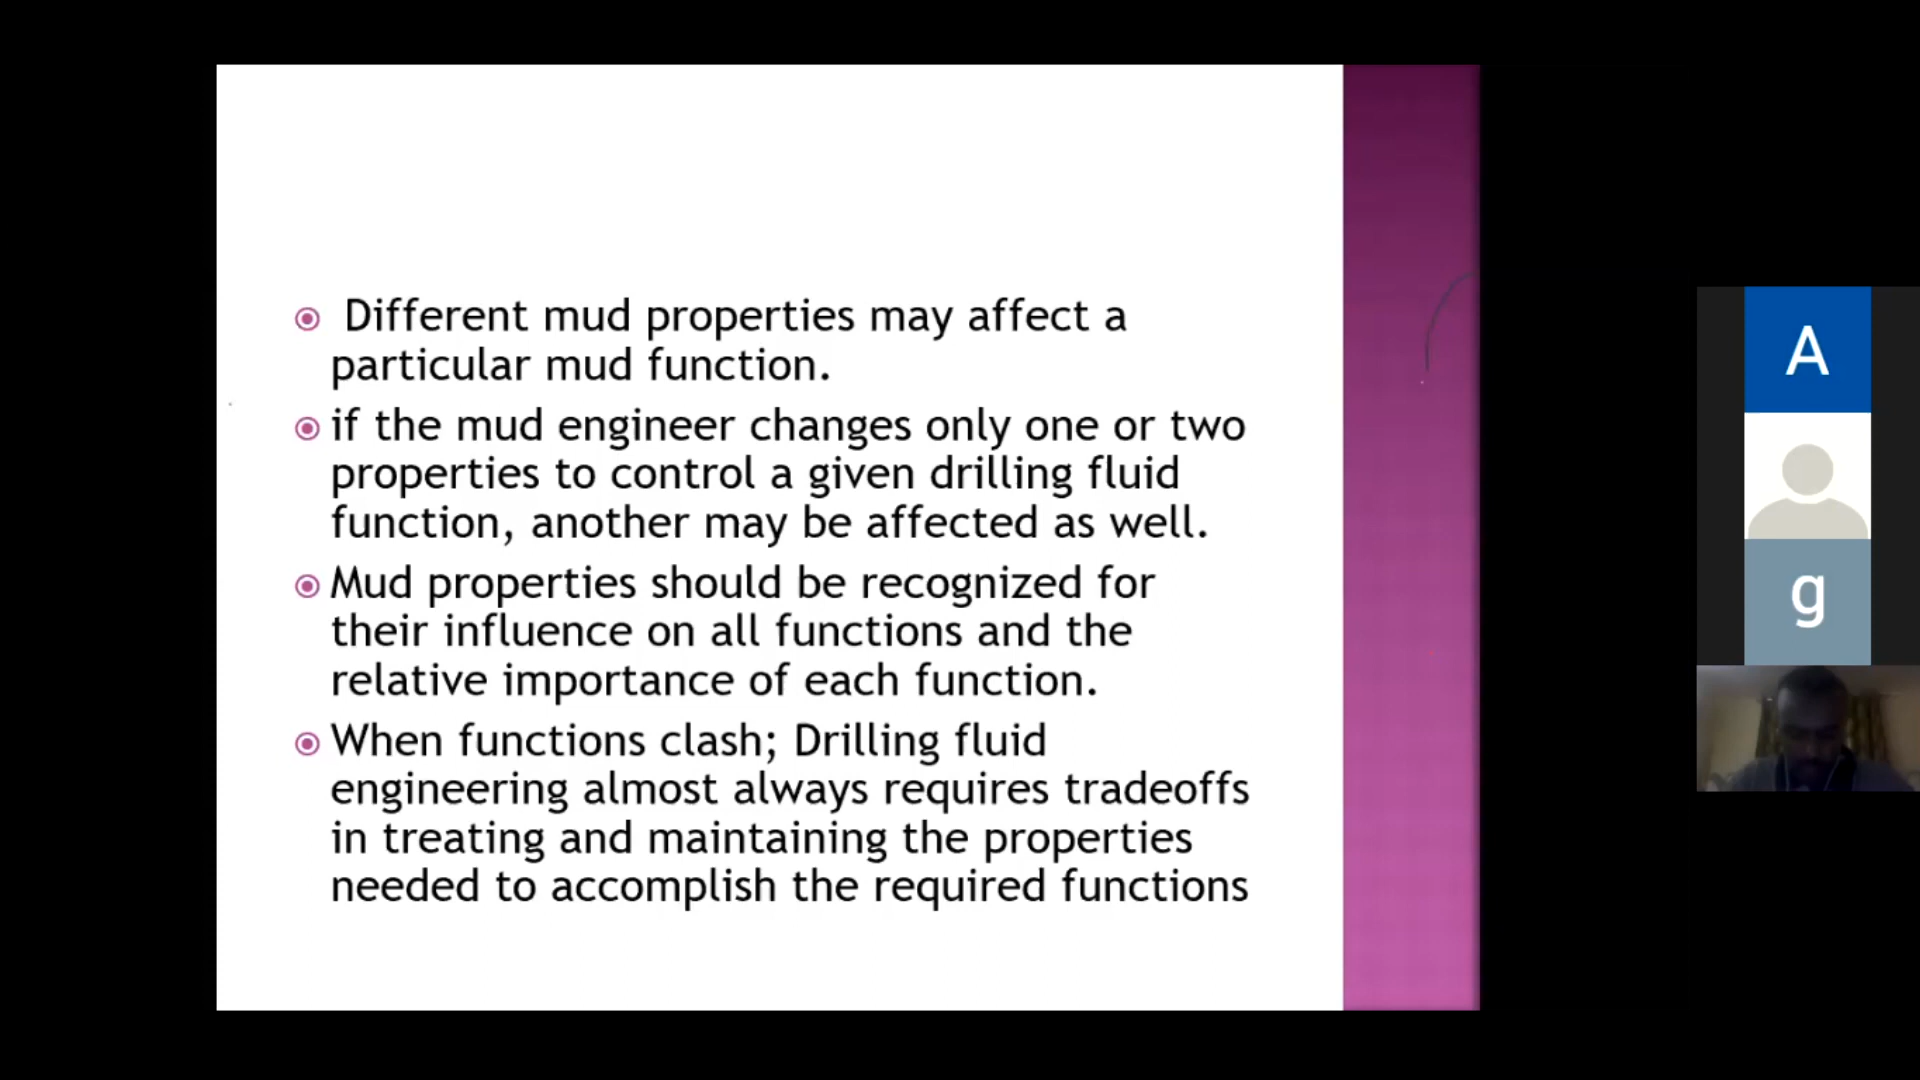 Different mud properties may affect a
particular mud function.
if the mud engineer changes only one or two
properties to control a given drilling fluid
function, another may be affected as well.
Mud properties should be recognized for
their influence on all functions and the
relative importance of each function.
When functions clash; Drilling fluid
engineering almost always requires tradeoffs
in treating and maintaining the properties
needed to accomplish the required functions
A
g